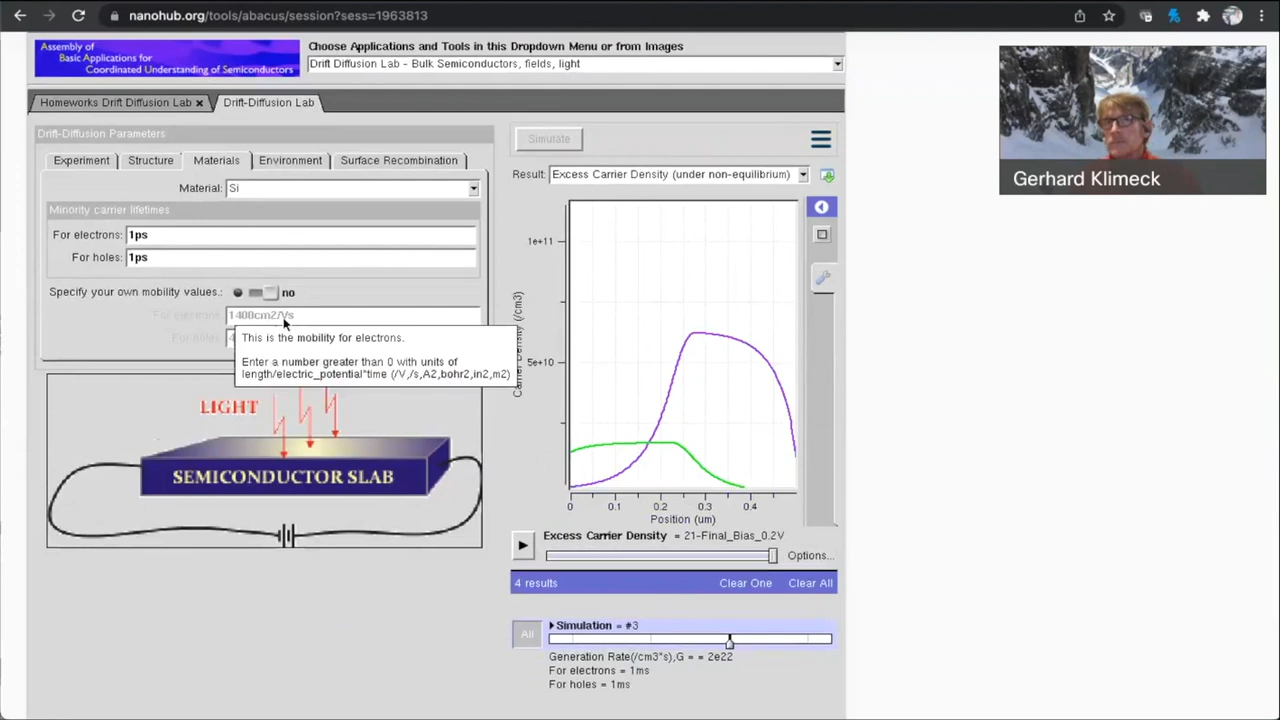 nanohub.org/tools/abacus/session?sess=1963813
Assembly of
Basic Applications for
Coordinated Understanding of Semiconductors
Choose Applications and Tools in this Dropdown Menu or from Images
Drift Diffusion Lab - Bulk Semiconductors, fields, light
Homeworks Drift Diffusion Lab
Drift-Diffusion Lab
Drift-Diffusion Parameters
Experiment
Structure
Materials
Environment
Surface Recombination
Material: Si
Minority carrier lifetimes
For electrons: 1ps
For holes: 1ps
Specify your own mobility values.: no
For electrons: 1400cm2/Vs
For holes:
This is the mobility for electrons.
Enter a number greater than 0 with units of
length/electric_potential*time (/V,/s,A2,bohr2,in2,m2)
LIGHT
SEMICONDUCTOR SLAB
Simulate
Result: Excess Carrier Density (under non-equilibrium)
1e+11
5e+10
Carrier Density (/cm3)
0 0.1 0.2 0.3 0.4
Position (um)
Excess Carrier Density = 21-Final_Bias_0.2V
Options...
4 results Clear One Clear All
All
Simulation = #3
Generation Rate(/cm3*s),G = = 2e22
For electrons = 1ms
For holes = 1ms
Gerhard Klimeck